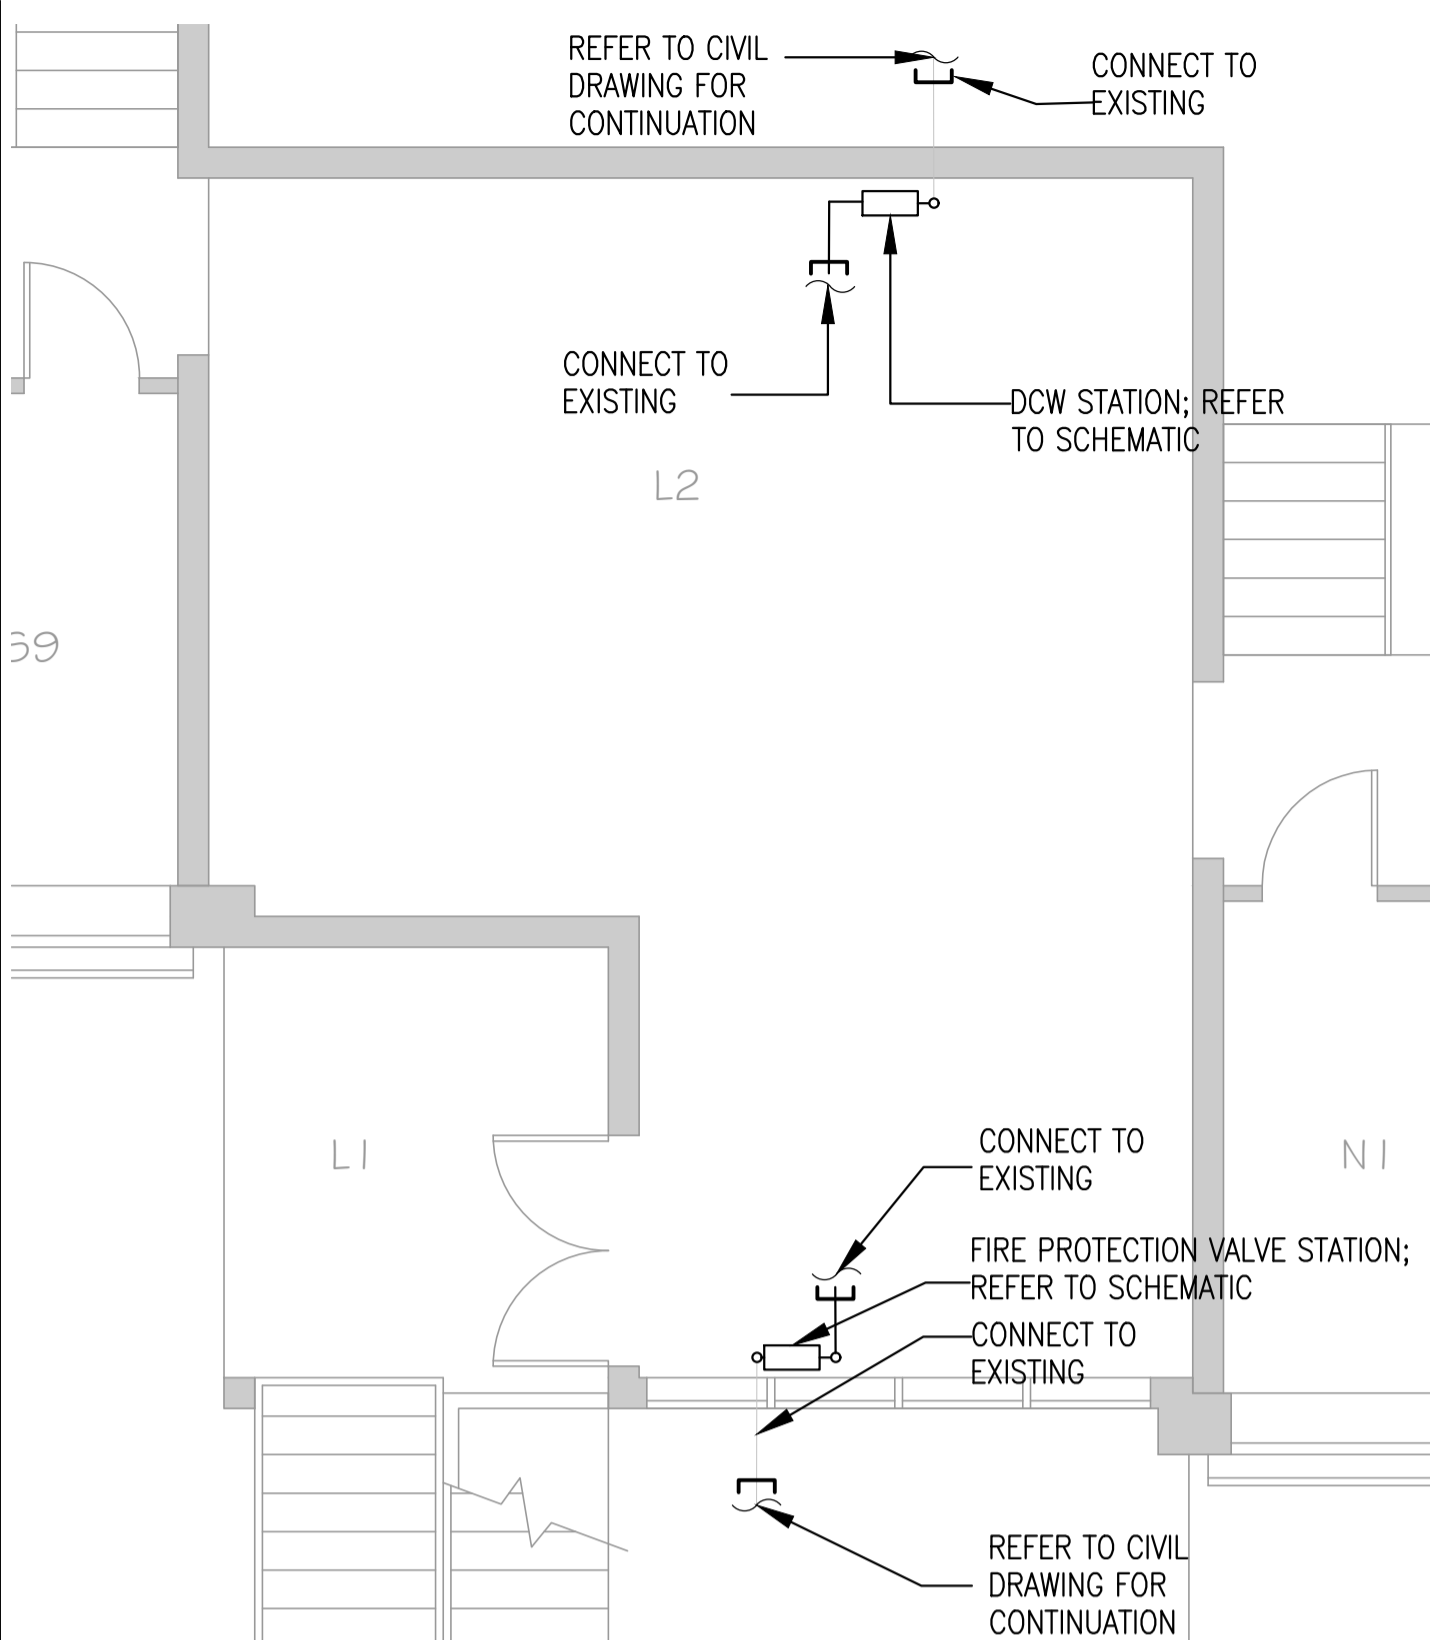 REFER TO CIVIL
DRAWING FOR
CONTINUATION
CONNECT TO
EXISTING
CONNECT TO
EXISTING
DCW STATION; REFER
TO SCHEMATIC
L2
L1
N1
CONNECT TO
EXISTING
FIRE PROTECTION VALVE STATION;
REFER TO SCHEMATIC
CONNECT TO
EXISTING
REFER TO CIVIL
DRAWING FOR
CONTINUATION